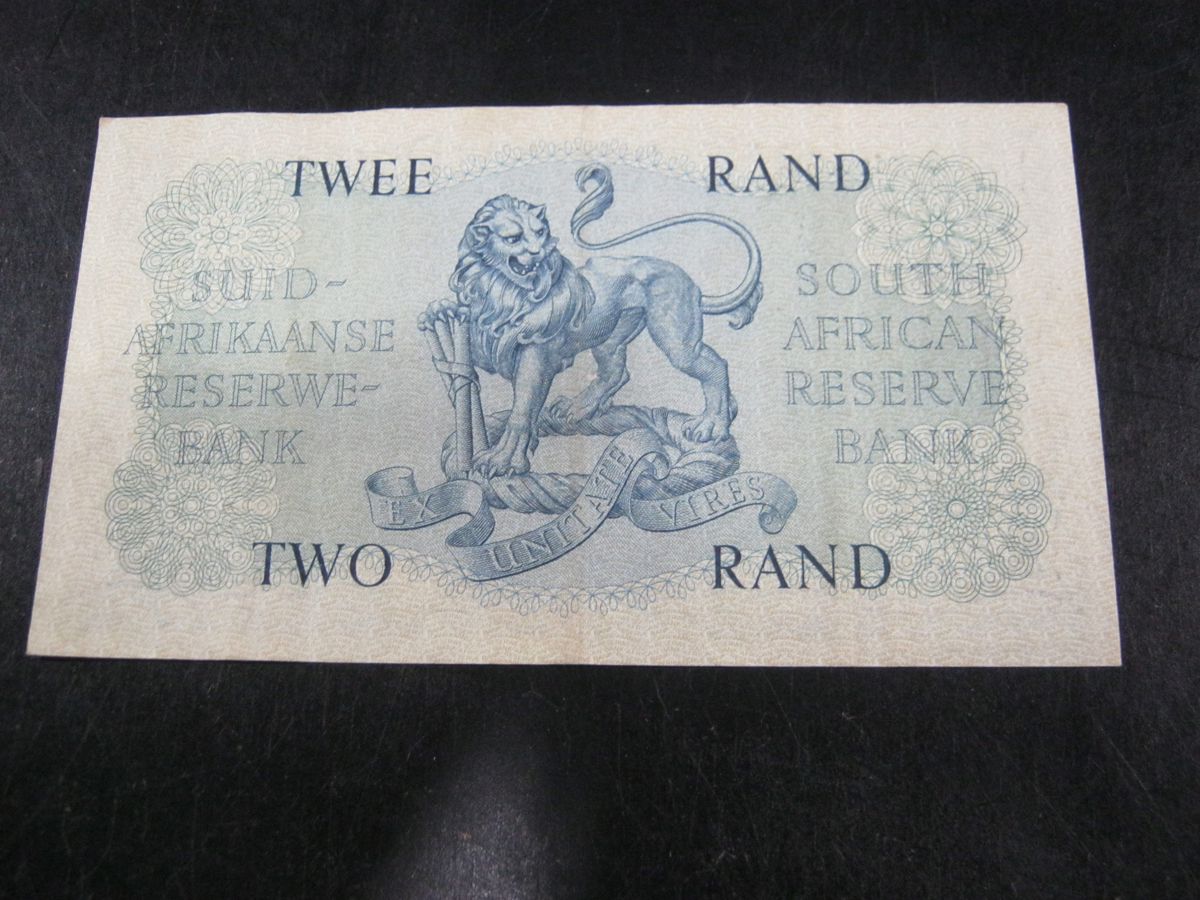 TWEE RAND
SUID-
AFRIKAANSE
RESERWE-
BANK
SOUTH
AFRICAN
RESERVE
BANK
EX UNITATE VIRES
TWO RAND